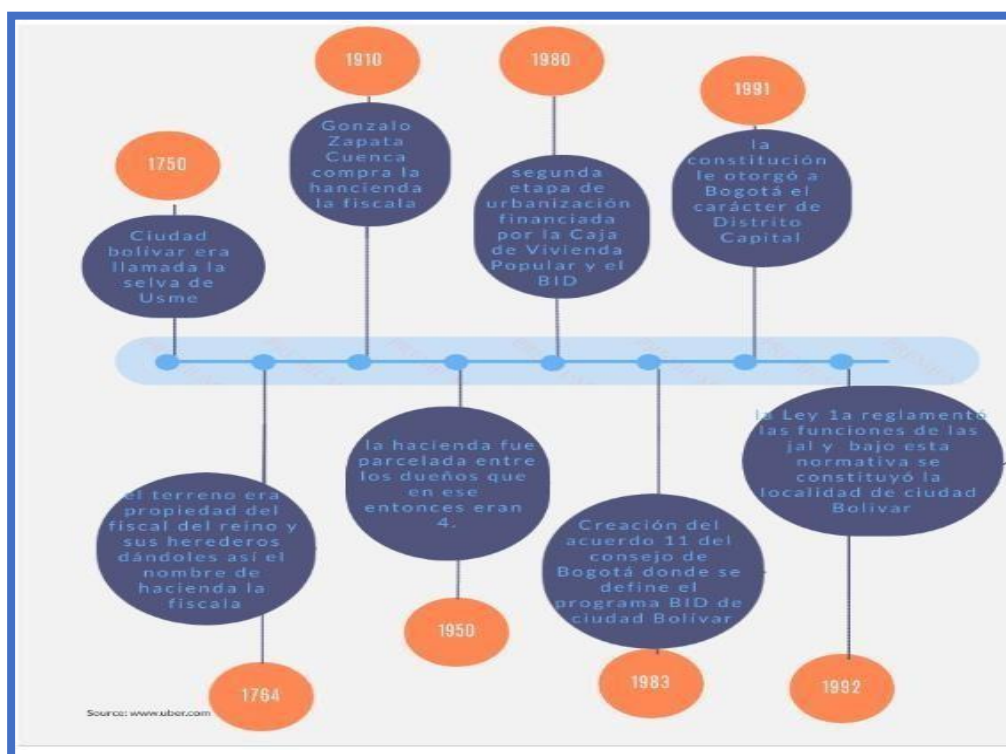 1910
Gonzalo
Zapata
Cuenca
compra la
hancienda
la fiscala
1980
segunda
etapa de
urbanización
financiada
por la Caja
de Vivienda
Popular y el
BID
1991
la
constitución
le otorgó a
Bogotá el
carácter de
Distrito
Capital
1750
Ciudad
bolívar era
llamada la
selva de
Usme
el terreno era
propiedad del
fiscal del reino y
sus herederos
dándoles así el
nombre de
hacienda la
fiscala
1764
la hacienda fue
parcelada entre
los dueños que
en ese
entonces eran
4.
1950
Creación del
acuerdo 11 del
consejo de
Bogotá donde se
define el
programa BID de
ciudad Bolívar
1983
la Ley 1a reglamentó
las funciones de las
jal y bajo esta
normativa se
constituyó la
localidad de ciudad
Bolívar
1992
Source: www.uber.com